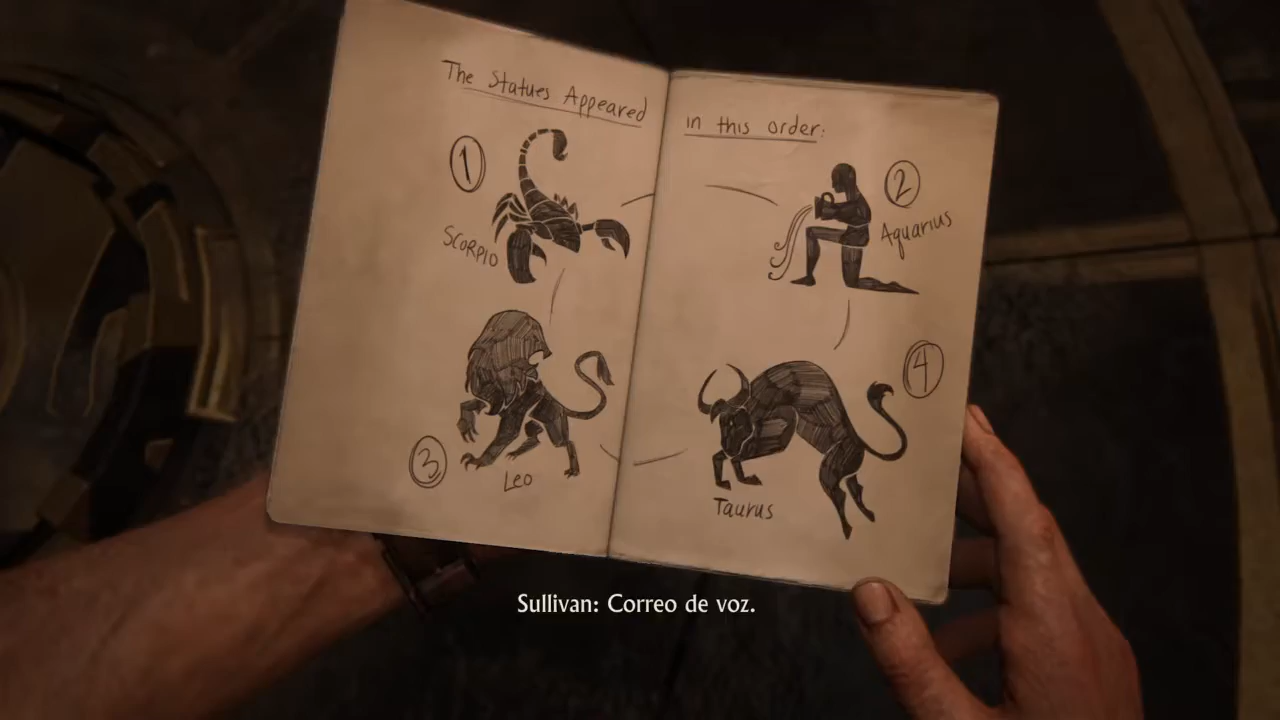 The Statues Appeared
in this order:
1
SCORPIO
2
Aquarius
3
Leo
4
Taurus
Sullivan: Correo de voz.